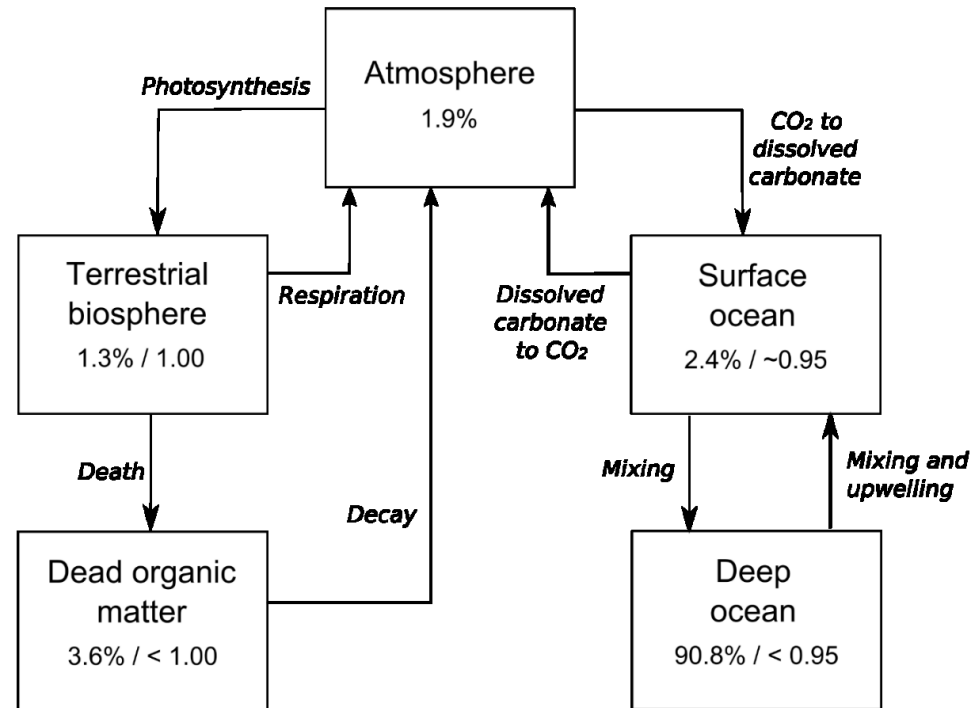 Atmosphere
1.9%
Photosynthesis
CO₂ to
dissolved
carbonate
Terrestrial
biosphere
1.3% / 1.00
Respiration
Dissolved
carbonate
to CO₂
Surface
ocean
2.4% / ~0.95
Death
Decay
Mixing
Mixing and
upwelling
Dead organic
matter
3.6% / < 1.00
Deep
ocean
90.8% / < 0.95